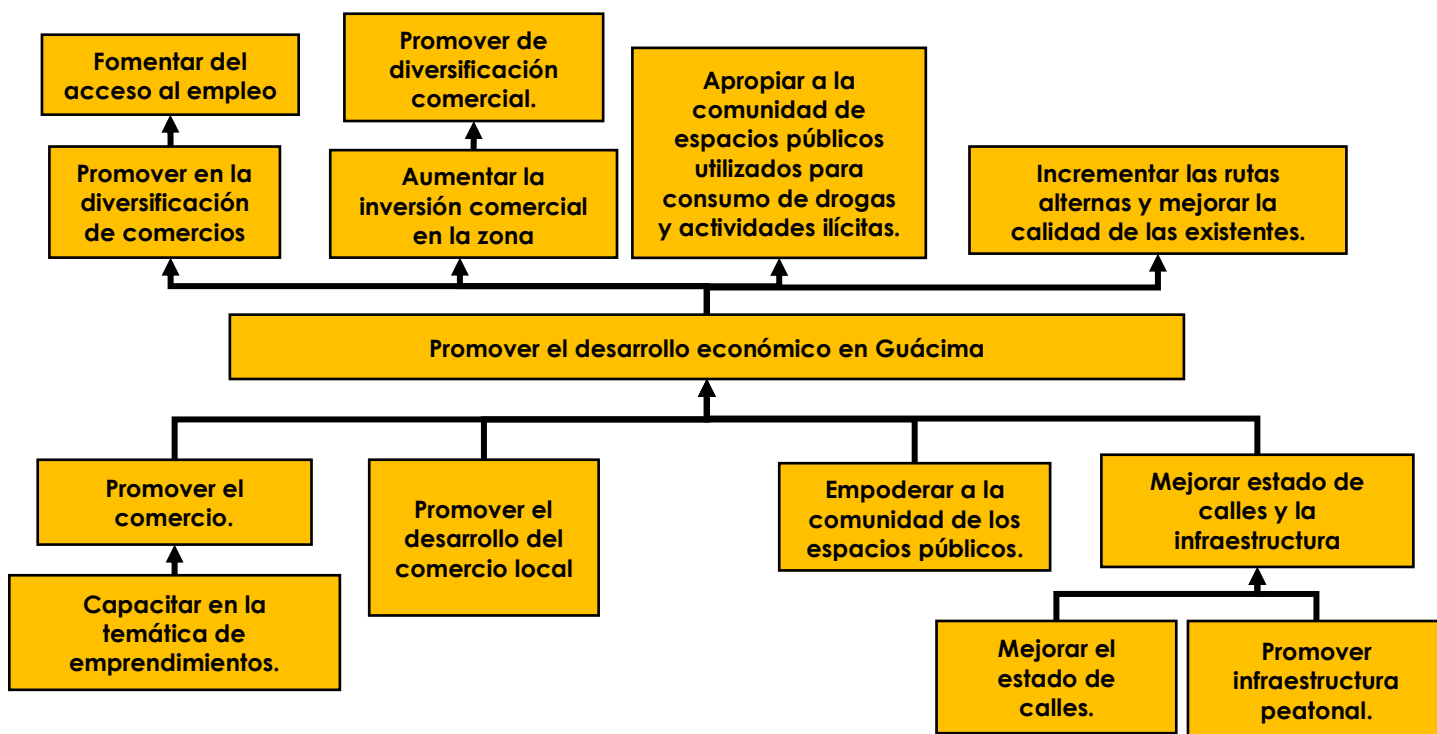 Fomentar del
acceso al empleo
Promover de
diversificación
comercial.
Apropiar a la
comunidad de
espacios públicos
utilizados para
consumo de drogas
y actividades ilícitas.
Promover en la
diversificación
de comercios
Aumentar la
inversión comercial
en la zona
Incrementar las rutas
alternas y mejorar la
calidad de las existentes.
Promover el desarrollo económico en Guácima
Promover el
comercio.
Promover el
desarrollo del
comercio local
Empoderar a la
comunidad de los
espacios públicos.
Mejorar estado de
calles y la
infraestructura
Capacitar en la
temática de
emprendimientos.
Mejorar el
estado de
calles.
Promover
infraestructura
peatonal.